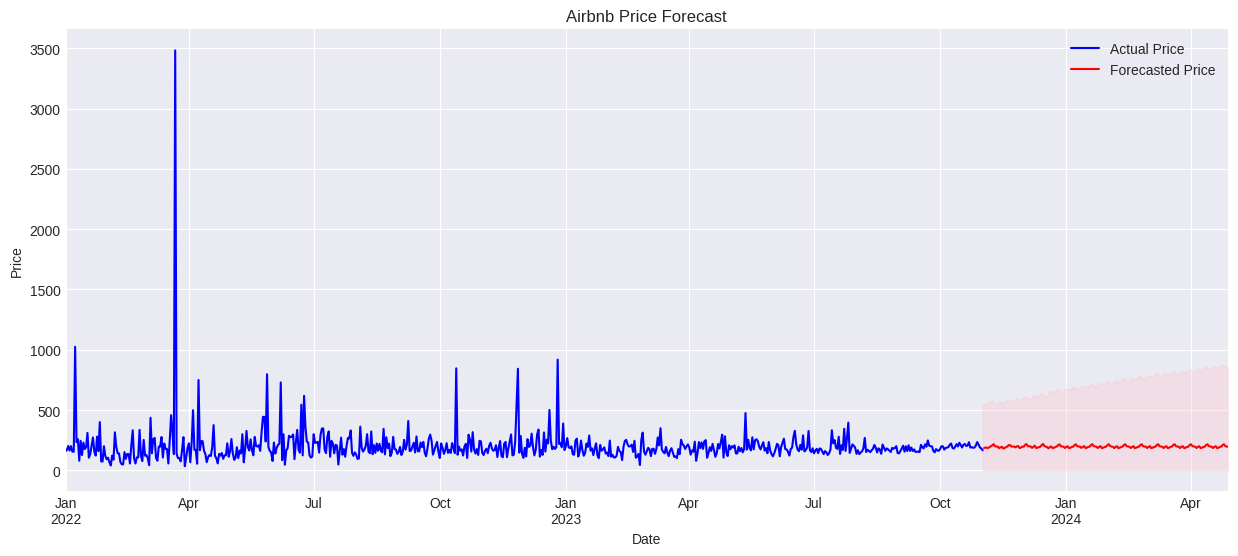 Airbnb Price Forecast
Actual Price
Forecasted Price
Price
3500
3000
2500
2000
1500
1000
500
0
Jan Apr Jul Oct Jan Apr Jul Oct Jan Apr
2022 2023 2024
Date